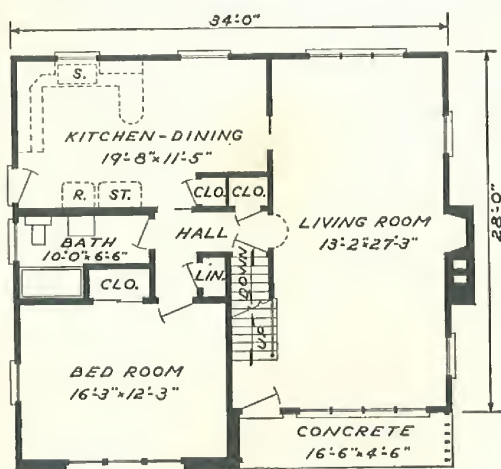 34'-0"
S.
KITCHEN-DINING
19'-8"x11'-5"
R.
ST.
CLO.
CLO.
28'-0"
BATH
10'-0"x6'-6"
HALL
LIVING ROOM
13'-2"x27'-3"
CLO.
LIN.
DOWN
UP
BED ROOM
16'-3"x12'-3"
CONCRETE
16'-6"x4'-6"